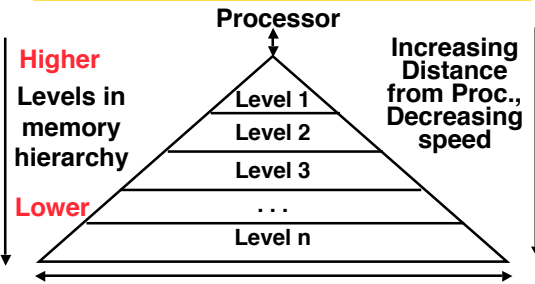 Processor
Higher
Levels in
memory
hierarchy
Lower
Level 1
Level 2
Level 3
. . .
Level n
Increasing
Distance
from Proc.,
Decreasing
speed